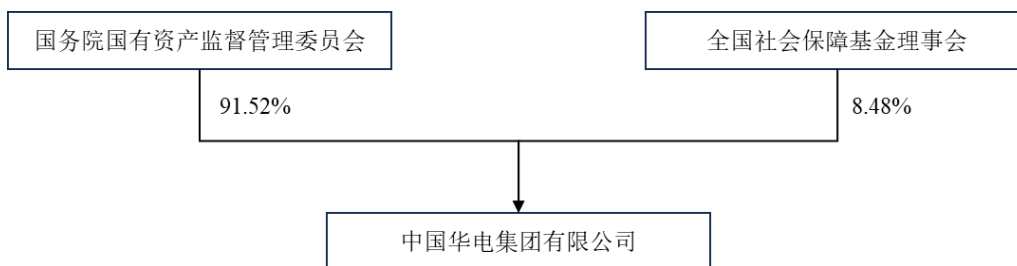 国务院国有资产监督管理委员会
全国社会保障基金理事会
91.52%
8.48%
中国华电集团有限公司